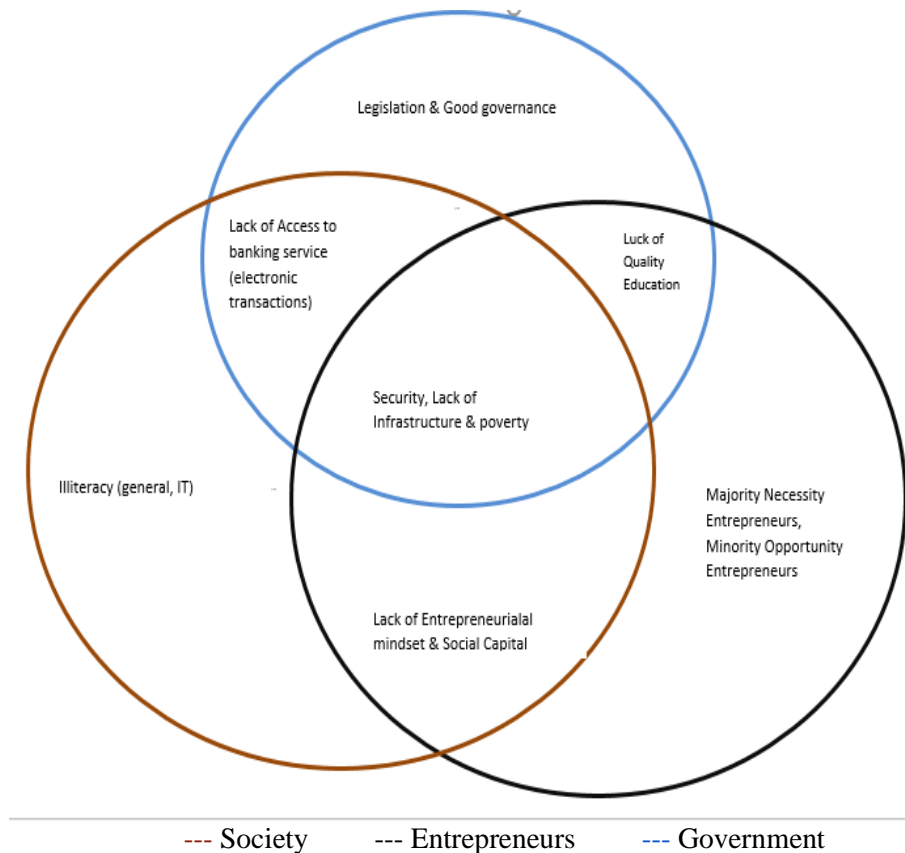 Legislation & Good governance
Lack of Access to
banking service
(electronic
transactions)
Luck of
Quality
Education
Security, Lack of
Infrastructure & poverty
Illiteracy (general, IT)
Majority Necessity
Entrepreneurs,
Minority Opportunity
Entrepreneurs
Lack of Entrepreneurialal
mindset & Social Capital
--- Society --- Entrepreneurs --- Government